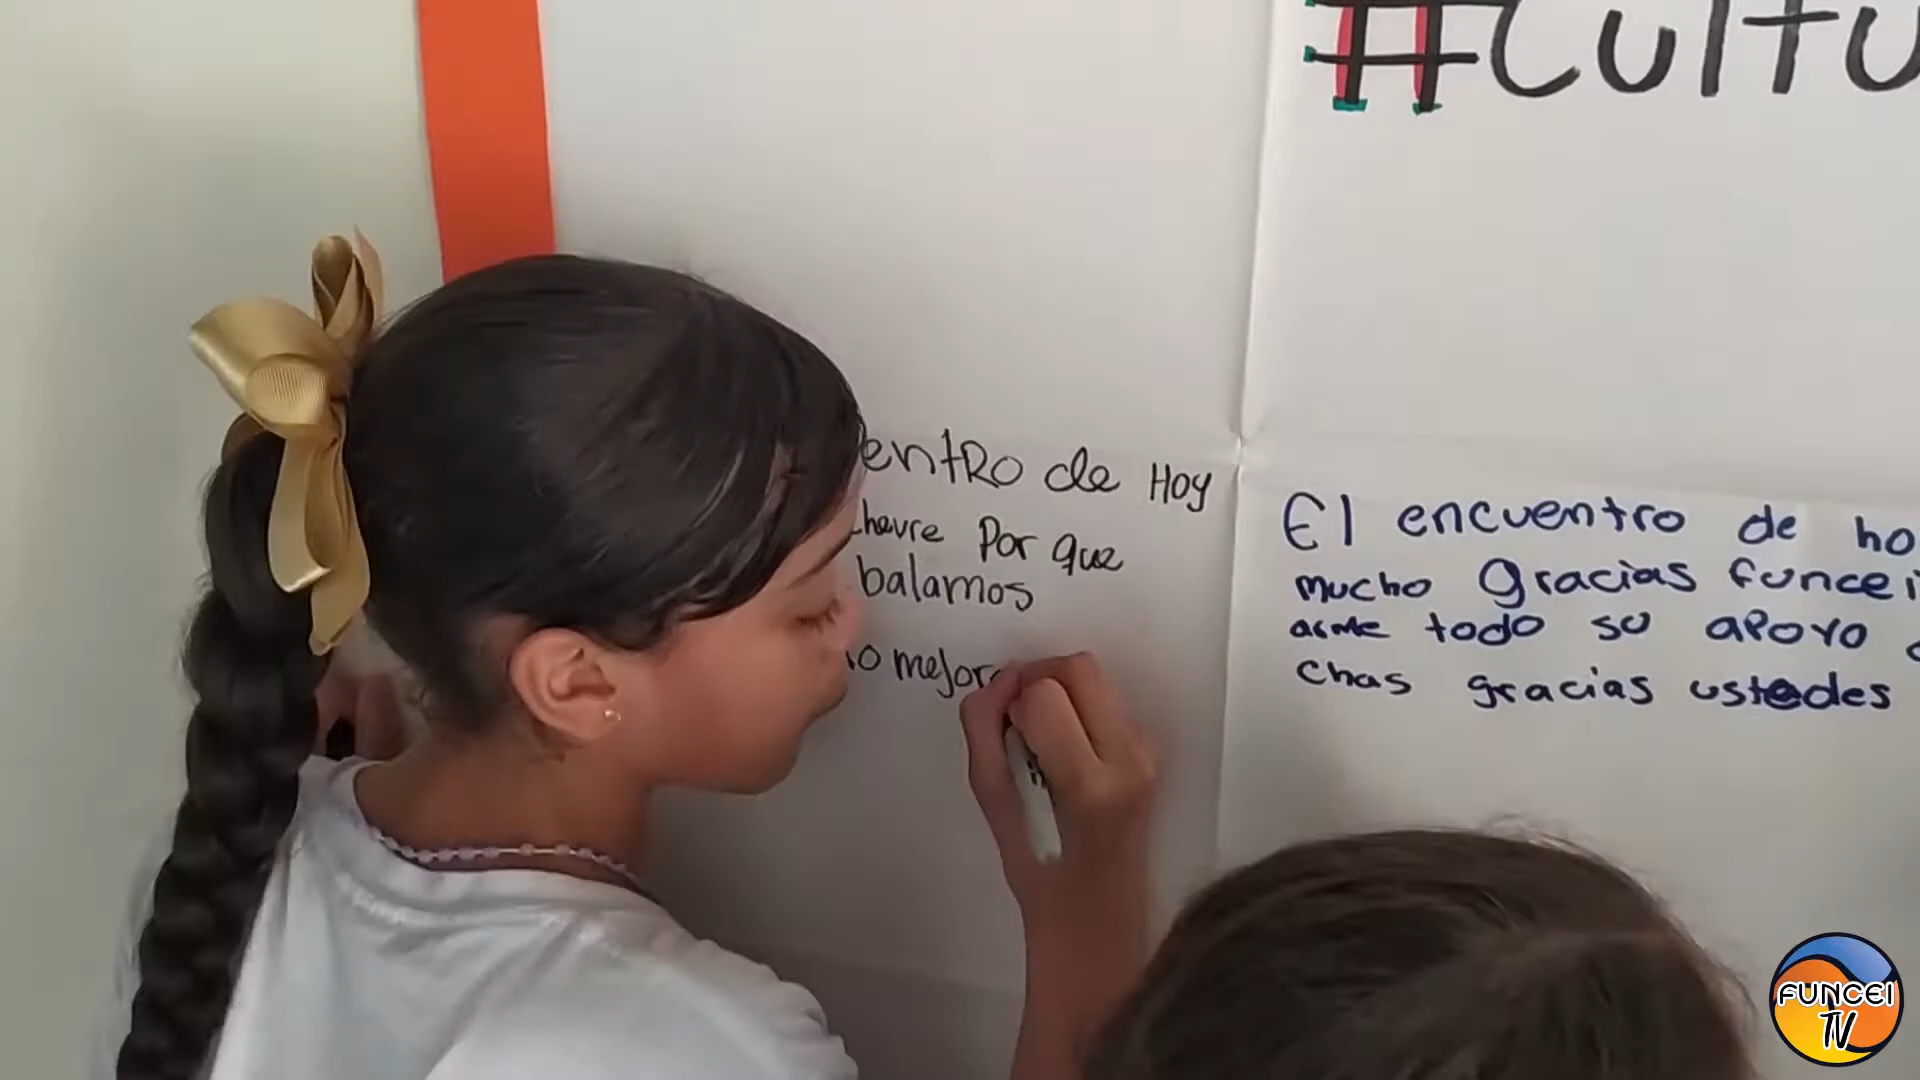 #Cultu
entRo de Hoy
chevre Por que
balamos
mejor
El encuentro de ho
mucho Gracias funcei
todo su apoyo
chas gracias ustedes
FUNCEI
TV